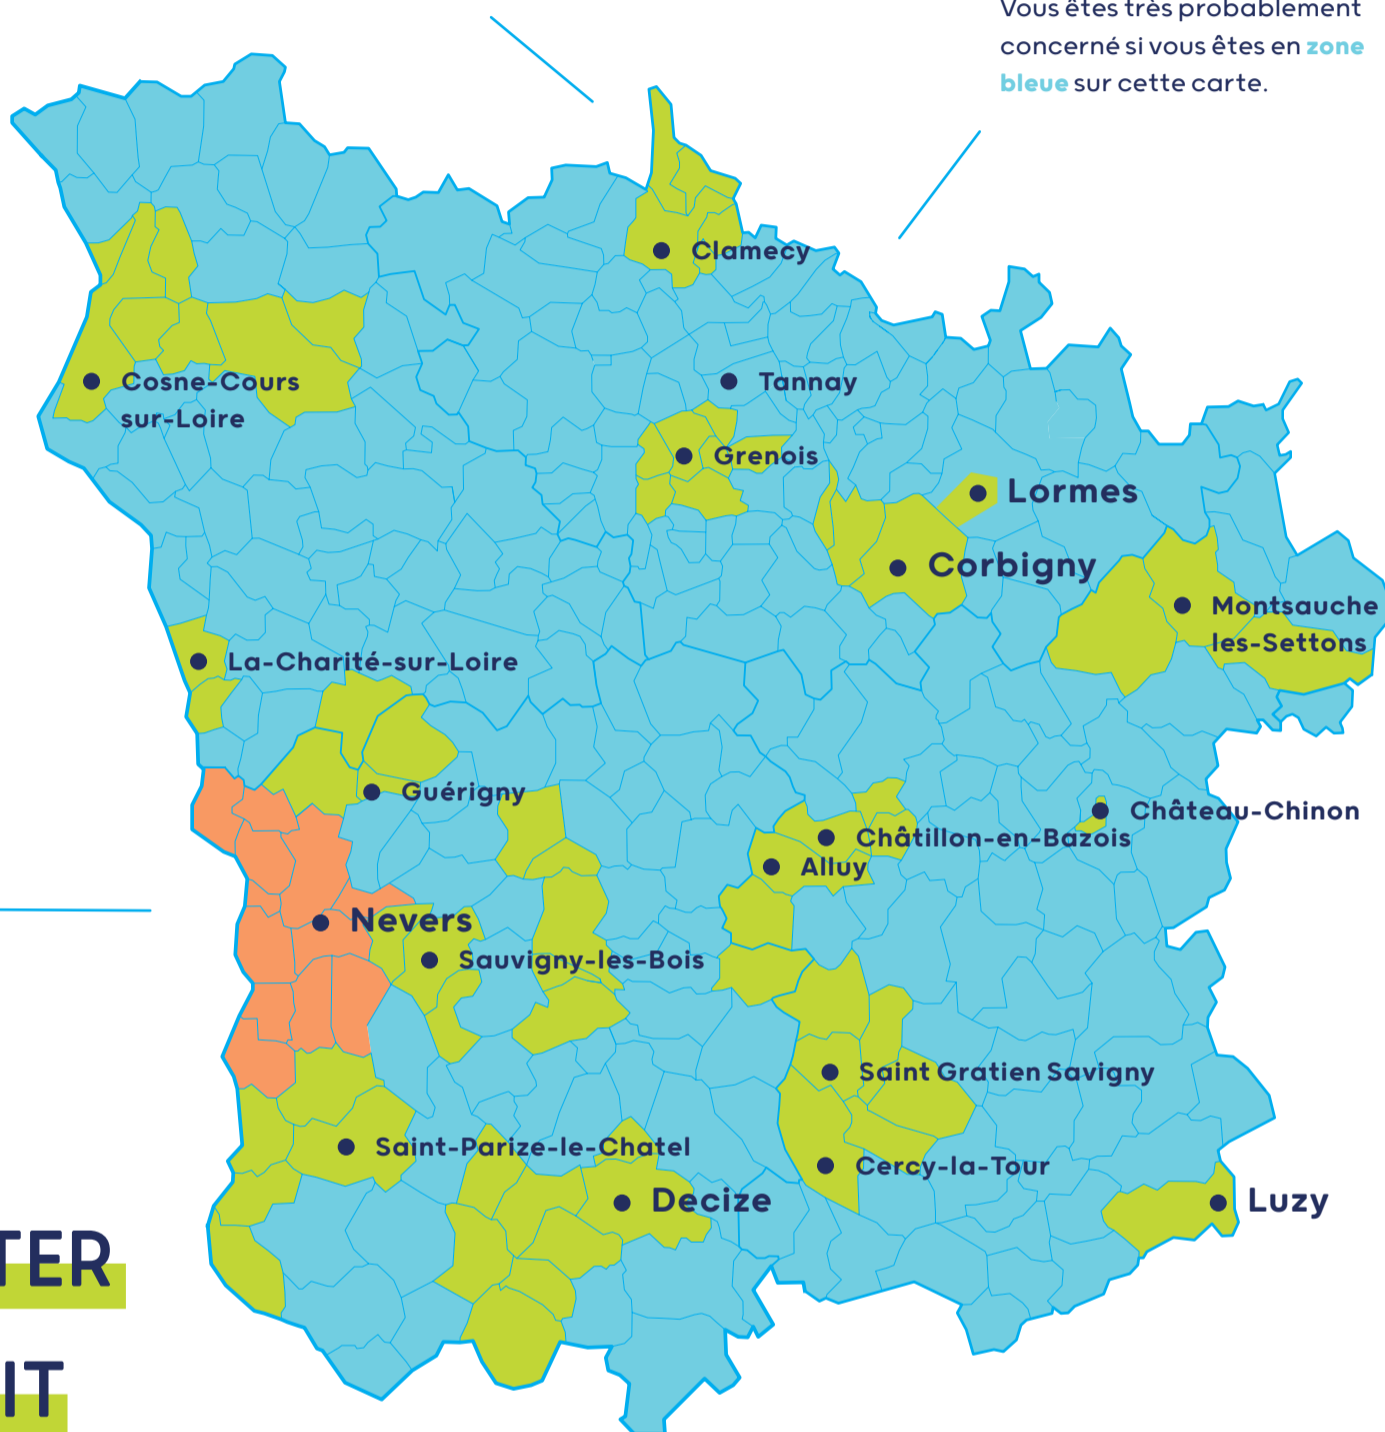 Vous êtes très probablement
concerné si vous êtes en zone
bleue sur cette carte.
Clamecy
Cosne-Cours
sur-Loire
Tannay
Grenois
Lormes
Corbigny
Montsauche
les-Settons
La-Charité-sur-Loire
Guérigny
Château-Chinon
Châtillon-en-Bazois
Alluy
Nevers
Sauvigny-les-Bois
Saint Gratien Savigny
Saint-Parize-le-Chatel
Cercy-la-Tour
Decize
Luzy
TER
IT